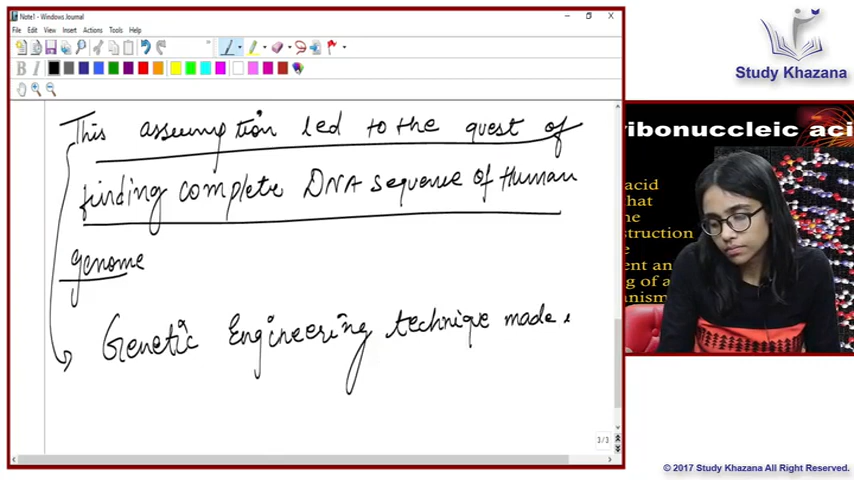 Note1 - Windows Journal
File Edit View Insert Actions Tools Help
B I
This assumption led to the quest of
finding complete DNA sequence of Human
genome
Genetic Engineering technique made
3/3
Study Khazana
ribonuccleic aci
acid
hat
ne
struction
e
ent and
ng of a
anism
© 2017 Study Khazana All Right Reserved.